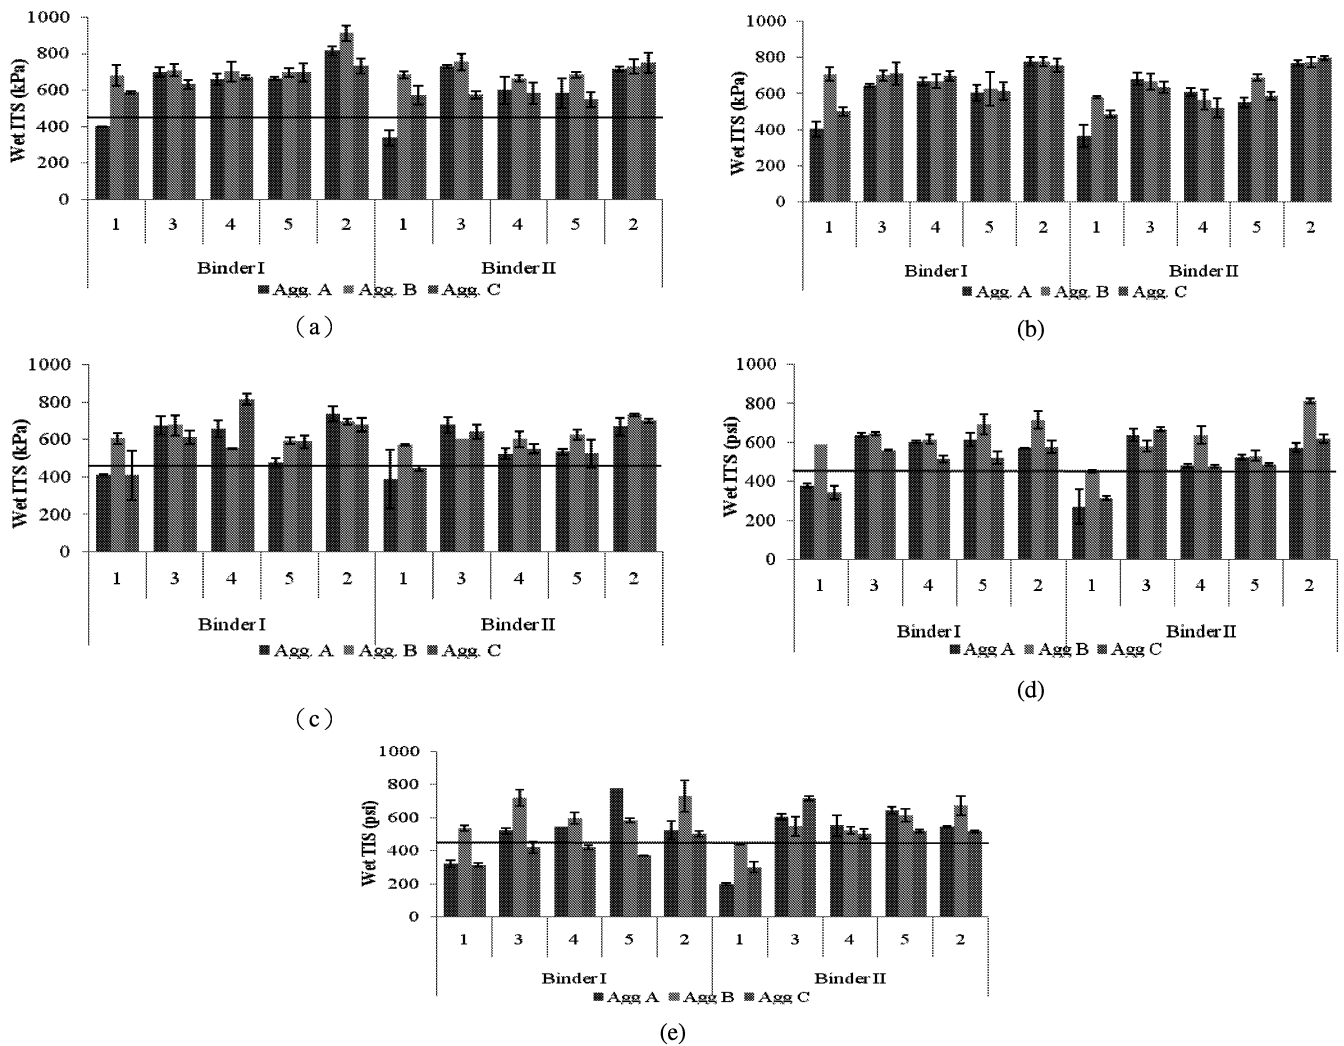 1000
800
600
400
200
0
Wet ITS (kPa)
1 3 4 5 2 1 3 4 5 2
Binder I Binder II
Agg. A Agg. B Agg. C
(a)
1000
800
600
400
200
0
Wet ITS (kPa)
1 3 4 5 2 1 3 4 5 2
Binder I Binder II
Agg. A Agg. B Agg. C
(b)
1000
800
600
400
200
0
Wet ITS (kPa)
1 3 4 5 2 1 3 4 5 2
Binder I Binder II
Agg. A Agg. B Agg. C
(c)
1000
800
600
400
200
0
Wet ITS (psi)
1 3 4 5 2 1 3 4 5 2
Binder I Binder II
Agg A Agg B Agg C
(d)
1000
800
600
400
200
0
Wet TIS (psi)
1 3 4 5 2 1 3 4 5 2
Binder I Binder II
Agg A Agg B Agg C
(e)